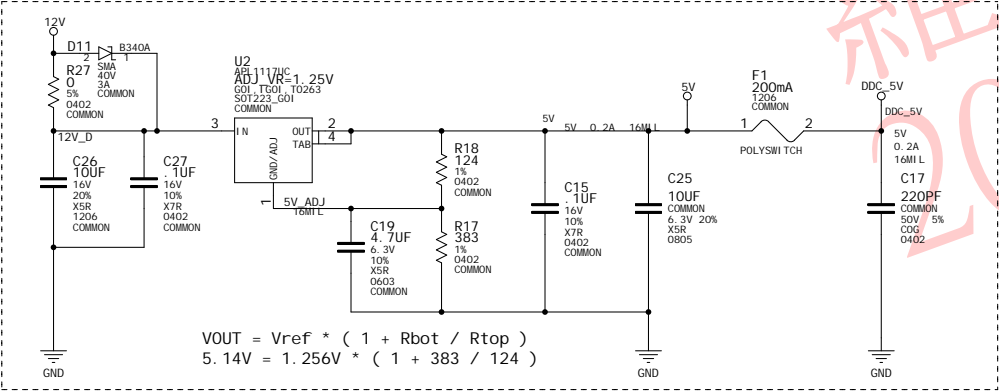 12V
D11
B340A
2
1
SMA
40V
3A
COMMON
R27
0
5%
0402
COMMON
12V_D
C26
10UF
16V
20%
X5R
1206
COMMON
C27
.1UF
16V
10%
X7R
0402
COMMON
GND
U2
APL1117UC
ADJ_VR=1.25V
GOI,TGOI,TO263
SOT223_GOI
COMMON
3
IN
OUT
2
TAB
4
GND/ADJ
1
5V_ADJ
16MIL
C19
4.7UF
6.3V
10%
X5R
0603
COMMON
R18
124
1%
0402
COMMON
R17
383
1%
0402
COMMON
5V
5V 0.2A 16MIL
C15
.1UF
16V
10%
X7R
0402
COMMON
C25
10UF
COMMON
6.3V 20%
X5R
0805
GND
5V
F1
200mA
1206
COMMON
1
2
POLYSWITCH
DDC_5V
DDC_5V
5V
0.2A
16MIL
C17
220PF
COMMON
50V 5%
COG
0402
GND
VOUT = Vref * ( 1 + Rbot / Rtop )
5.14V = 1.256V * ( 1 + 383 / 124 )
20